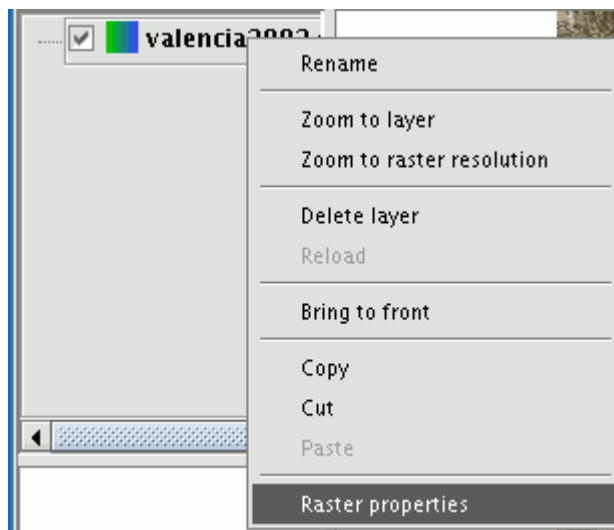 valencia2002
Rename
Zoom to layer
Zoom to raster resolution
Delete layer
Reload
Bring to front
Copy
Cut
Paste
Raster properties